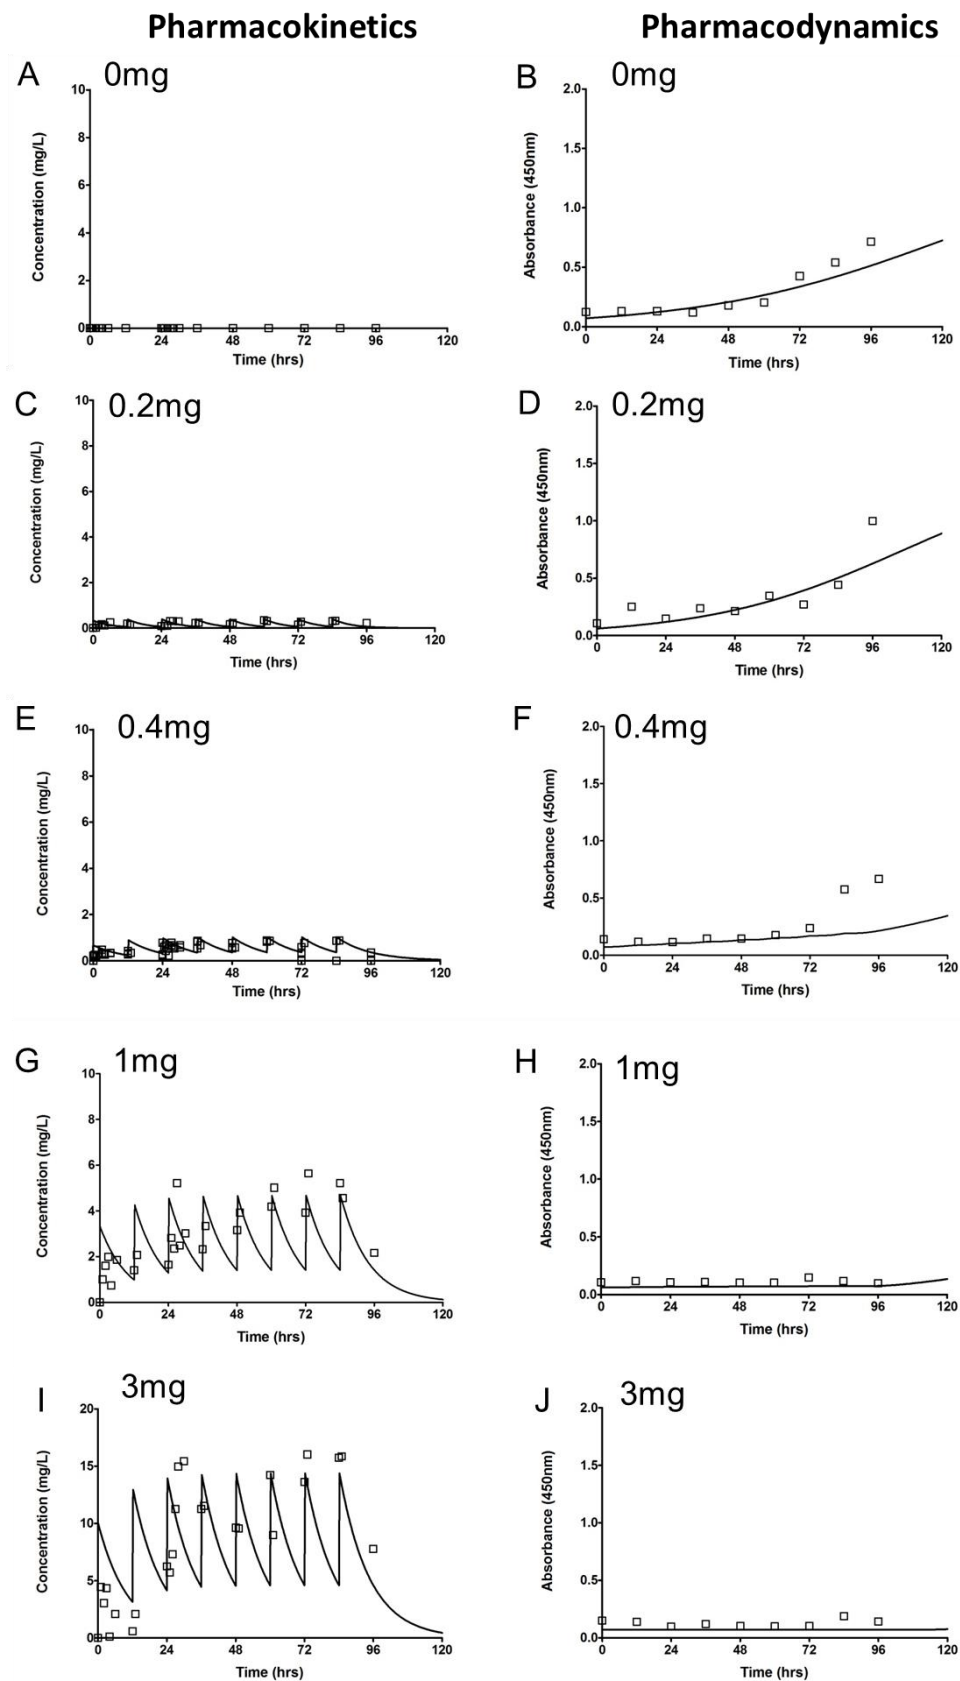 Pharmacokinetics Pharmacodynamics
A 0mg
10
8
6
4
2
0
Concentration (mg/L)
0 24 48 72 96 120
Time (hrs)
B 0mg
2.0
1.5
1.0
0.5
0.0
Absorbance (450nm)
0 24 48 72 96 120
Time (hrs)
C 0.2mg
10
8
6
4
2
0
Concentration (mg/L)
0 24 48 72 96 120
Time (hrs)
D 0.2mg
2.0
1.5
1.0
0.5
0.0
Absorbance (450nm)
0 24 48 72 96 120
Time (hrs)
E 0.4mg
10
8
6
4
2
0
Concentration (mg/L)
0 24 48 72 96 120
Time (hrs)
F 0.4mg
2.0
1.5
1.0
0.5
0.0
Absorbance (450nm)
0 24 48 72 96 120
Time (hrs)
G 1mg
10
8
6
4
2
0
Concentration (mg/L)
0 24 48 72 96 120
Time (hrs)
H 1mg
2.0
1.5
1.0
0.5
0.0
Absorbance (450nm)
0 24 48 72 96 120
Time (hrs)
I 3mg
20
15
10
5
0
Concentration (mg/L)
0 24 48 72 96 120
Time (hrs)
J 3mg
2.0
1.5
1.0
0.5
0.0
Absorbance (450nm)
0 24 48 72 96 120
Time (hrs)